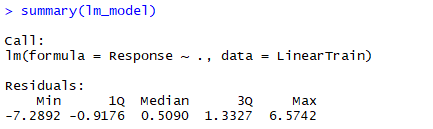 > summary(lm_model)
Call:
lm(formula = Response ~ ., data = LinearTrain)
Residuals:
Min 1Q Median 3Q Max
-7.2892 -0.9176 0.5090 1.3327 6.5742